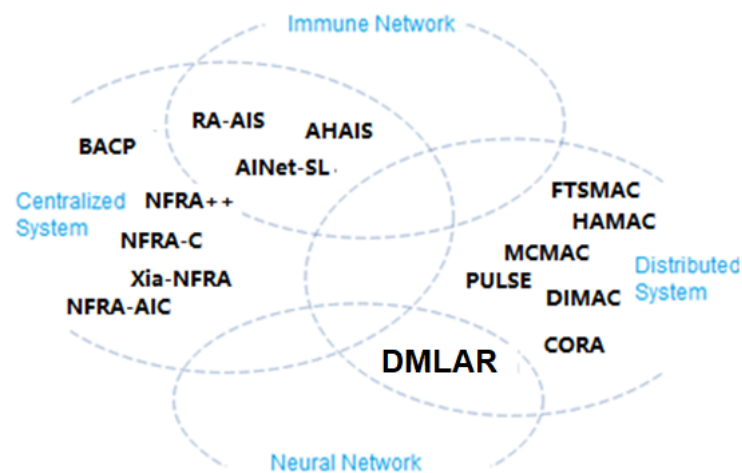 Immune Network
RA-AIS
AHAIS
BACP
AINet-SL
Centralized
System
NFRA++
NFRA-C
Xia-NFRA
NFRA-AIC
FTSMAC
HAMAC
MCMAC
PULSE
DIMAC
Distributed
System
CORA
DMLAR
Neural Network